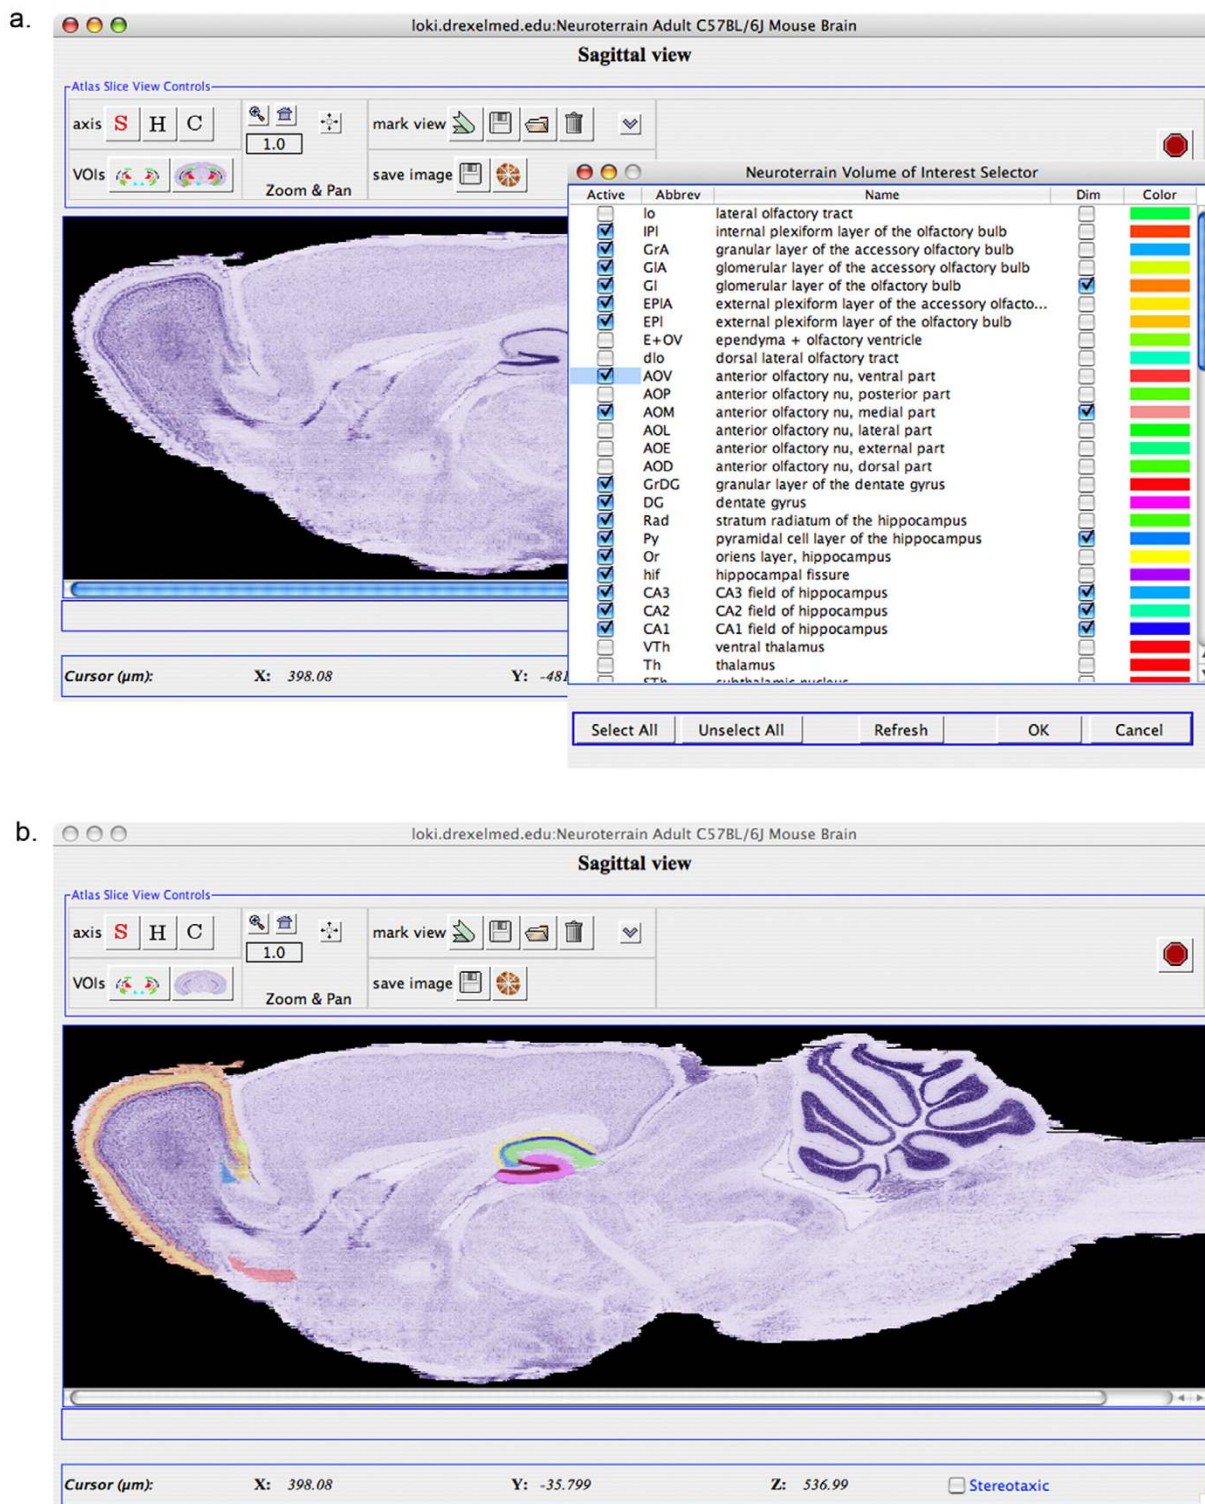 a.
loki.drexelmed.edu:Neuroterrain Adult C57BL/6J Mouse Brain
Sagittal view
Atlas Slice View Controls
axis S H C
1.0
mark view
VOIs
Zoom & Pan
save image
Neuroterrain Volume of Interest Selector
Active Abbrev Name Dim Color
lo lateral olfactory tract
IPl internal plexiform layer of the olfactory bulb
GrA granular layer of the accessory olfactory bulb
GlA glomerular layer of the accessory olfactory bulb
Gl glomerular layer of the olfactory bulb
EPlA external plexiform layer of the accessory olfacto...
EPl external plexiform layer of the olfactory bulb
E+OV ependyma + olfactory ventricle
dlo dorsal lateral olfactory tract
AOV anterior olfactory nu, ventral part
AOP anterior olfactory nu, posterior part
AOM anterior olfactory nu, medial part
AOL anterior olfactory nu, lateral part
AOE anterior olfactory nu, external part
AOD anterior olfactory nu, dorsal part
GrDG granular layer of the dentate gyrus
DG dentate gyrus
Rad stratum radiatum of the hippocampus
Py pyramidal cell layer of the hippocampus
Or oriens layer, hippocampus
hif hippocampal fissure
CA3 CA3 field of hippocampus
CA2 CA2 field of hippocampus
CA1 CA1 field of hippocampus
VTh ventral thalamus
Th thalamus
STh subthalamic nucleus
Select All Unselect All Refresh OK Cancel
Cursor (µm): X: 398.08 Y: -481
b.
loki.drexelmed.edu:Neuroterrain Adult C57BL/6J Mouse Brain
Sagittal view
Atlas Slice View Controls
axis S H C
1.0
mark view
VOIs
Zoom & Pan
save image
Cursor (µm): X: 398.08 Y: -35.799 Z: 536.99 Stereotaxic